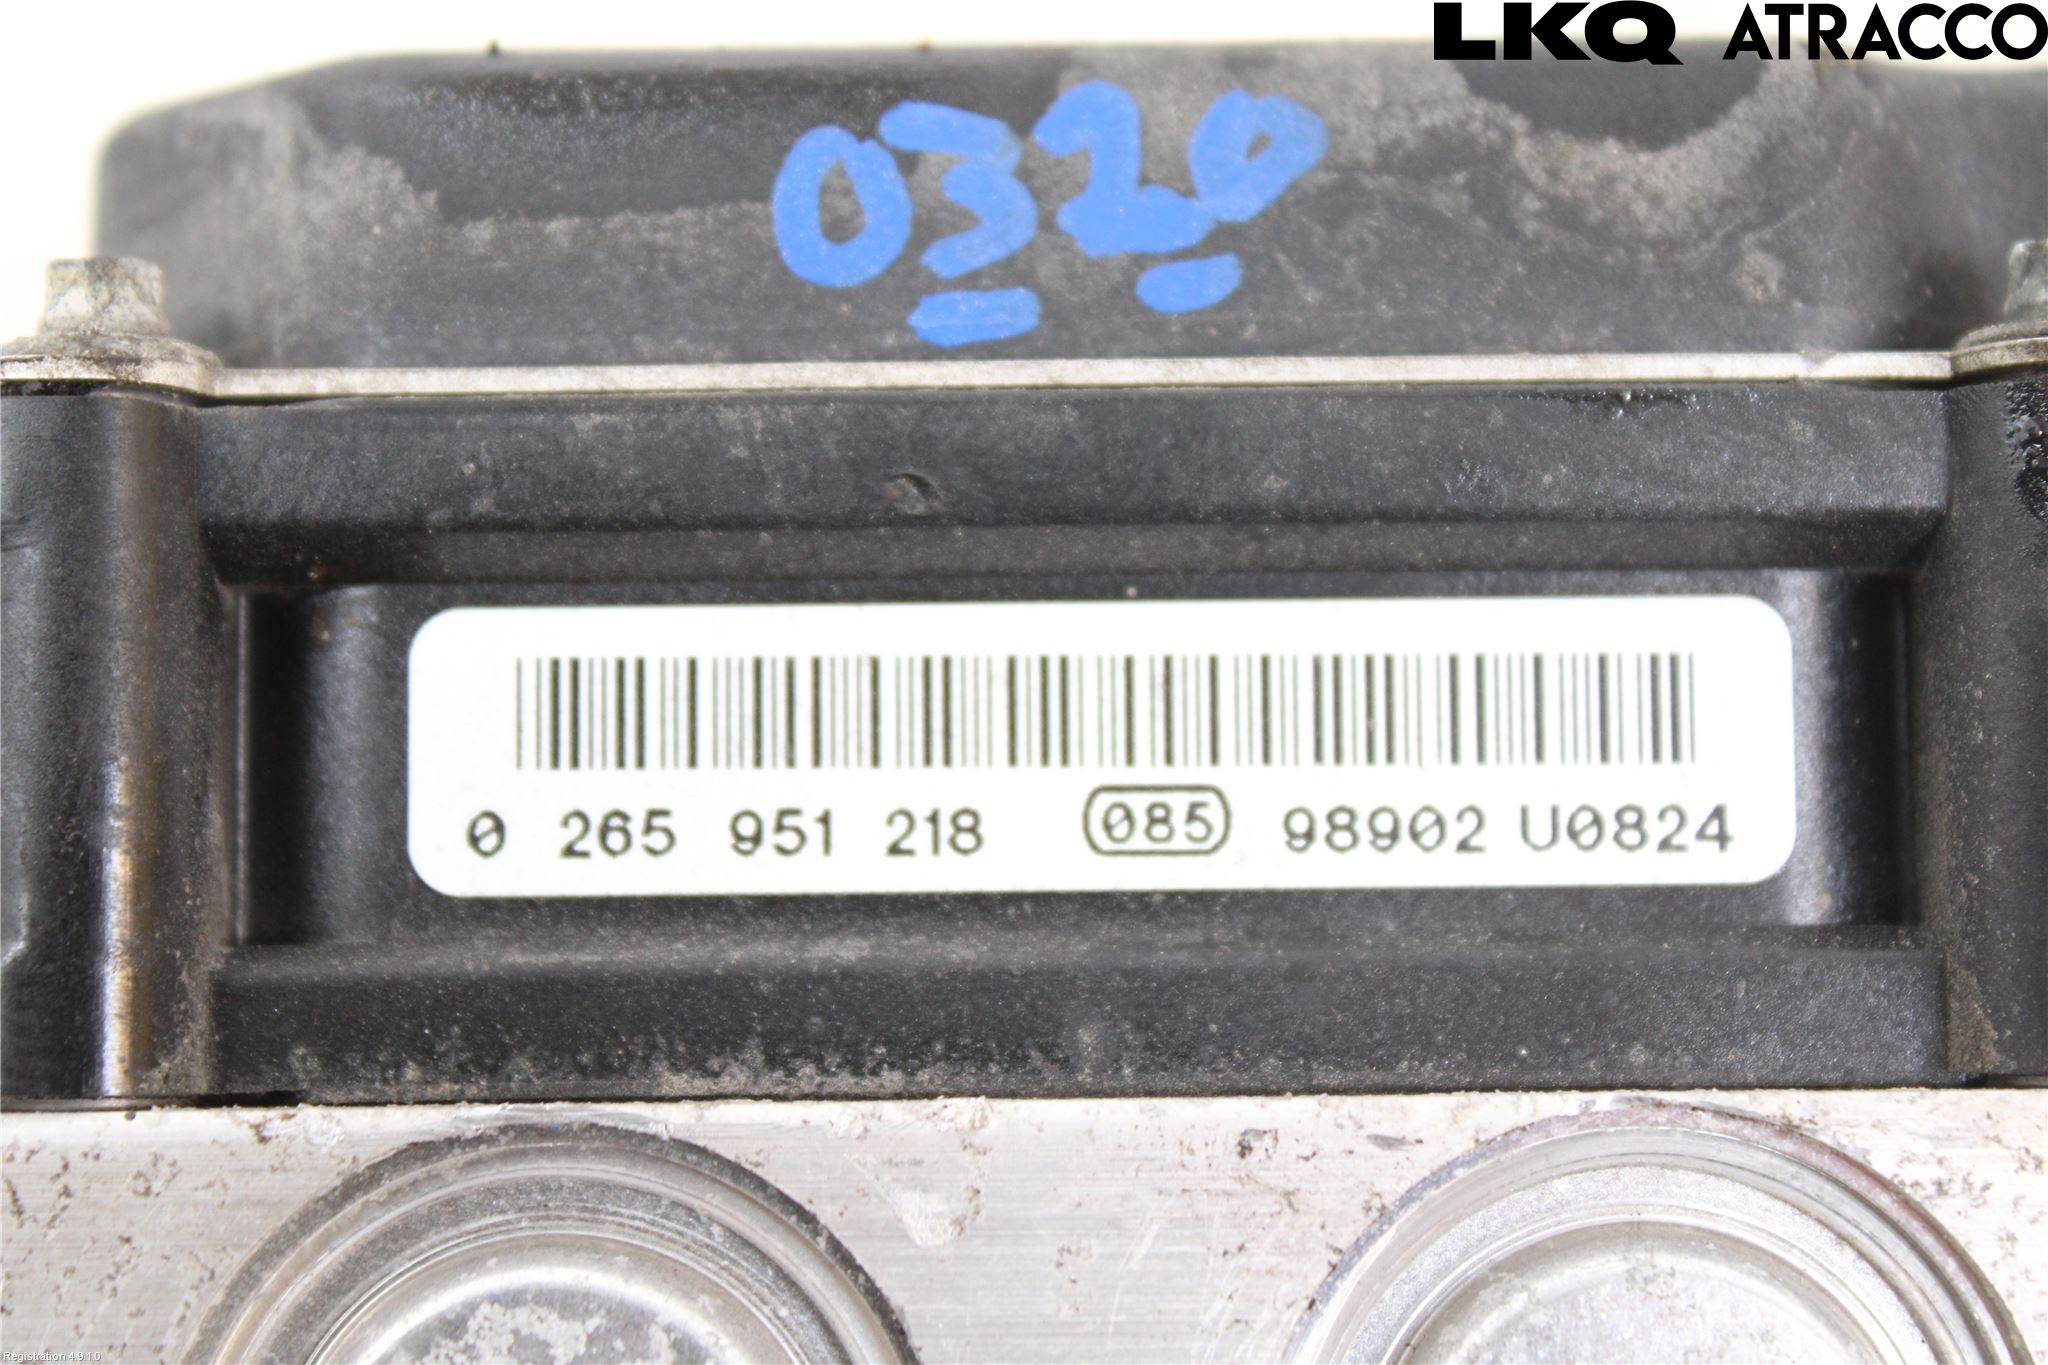 LKQ ATRACCO
0320
0 265 951 218 085 98902 U0824
Registration 4.9.1.0